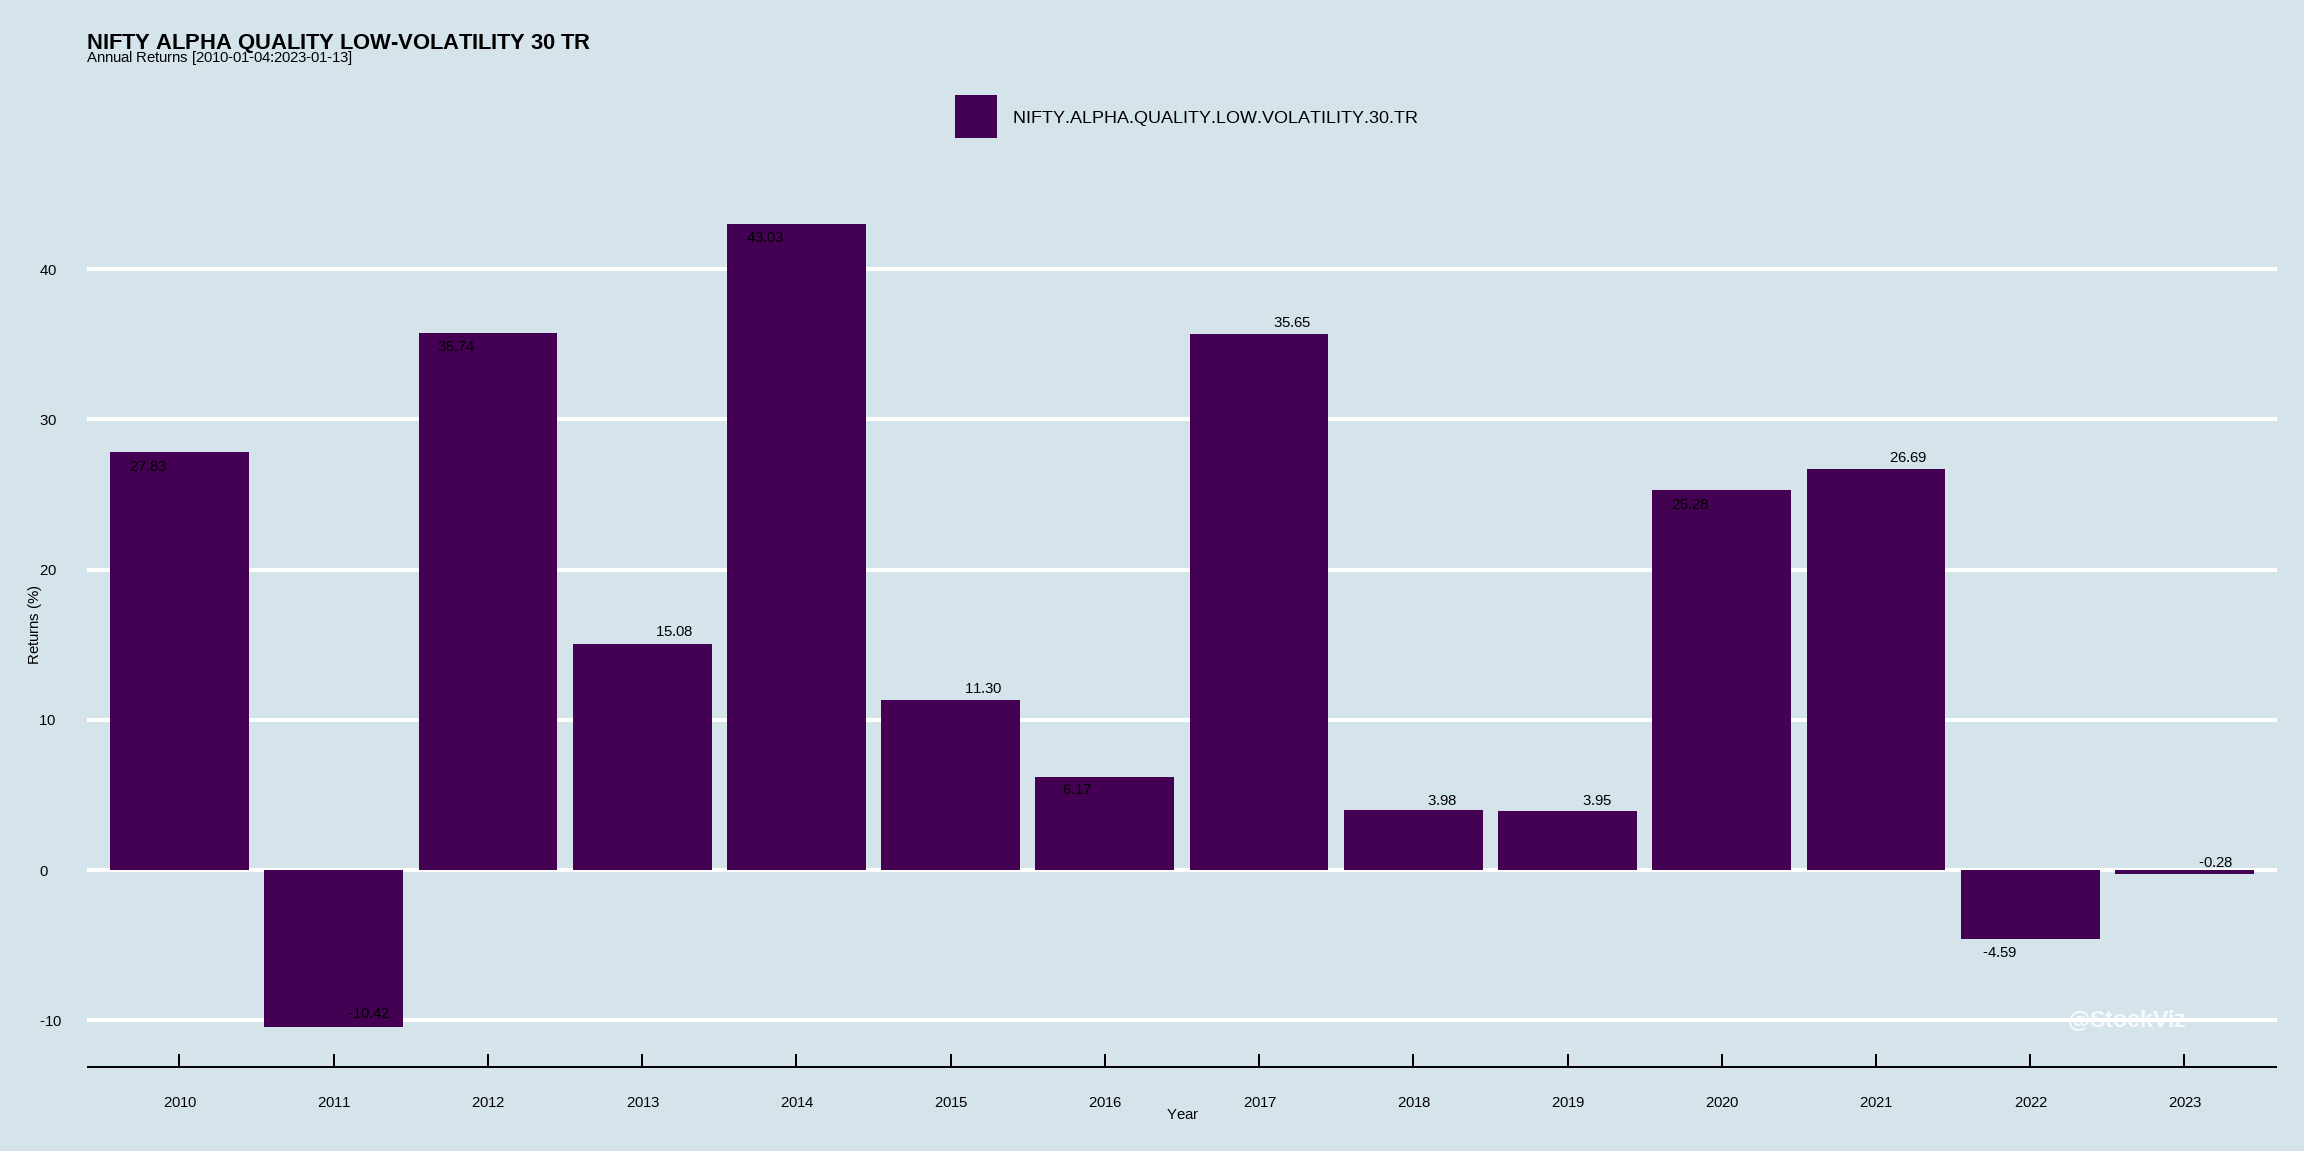 NIFTY ALPHA QUALITY LOW-VOLATILITY 30 TR
Annual Returns [2010-01-04:2023-01-13]
NIFTY.ALPHA.QUALITY.LOW.VOLATILITY.30.TR
43.03
40
35.65
35.74
30
26.69
27.83
25.28
20
Returns (%)
15.08
11.30
10
6.17
3.98
3.95
-0.28
0
-4.59
-10.42
-10
@StockViz
2010 2011 2012 2013 2014 2015 2016 2017 2018 2019 2020 2021 2022 2023
Year